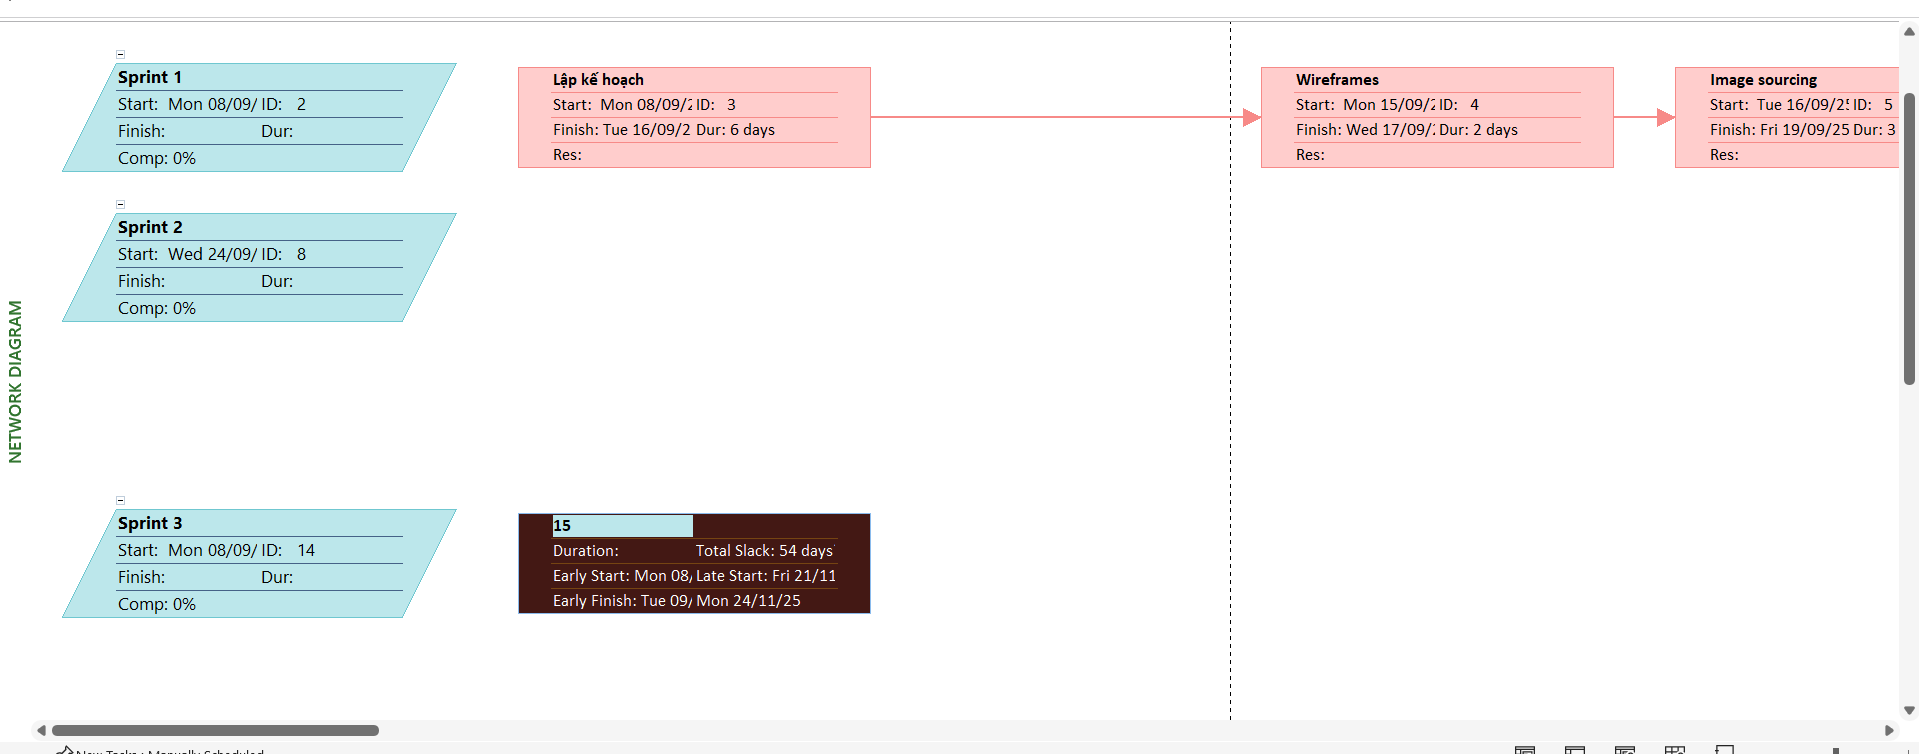 Sprint 1
Start: Mon 08/09/ ID: 2
Finish: Dur:
Comp: 0%
Lập kế hoạch
Start: Mon 08/09/2 ID: 3
Finish: Tue 16/09/2 Dur: 6 days
Res:
Wireframes
Start: Mon 15/09/2 ID: 4
Finish: Wed 17/09/ Dur: 2 days
Res:
Image sourcing
Start: Tue 16/09/25 ID: 5
Finish: Fri 19/09/25 Dur: 3
Res:
Sprint 2
Start: Wed 24/09/ ID: 8
Finish: Dur:
Comp: 0%
NETWORK DIAGRAM
Sprint 3
Start: Mon 08/09/ ID: 14
Finish: Dur:
Comp: 0%
15
Duration: Total Slack: 54 days
Early Start: Mon 08/ Late Start: Fri 21/11
Early Finish: Tue 09/ Mon 24/11/25
New Tasks : Manually Scheduled